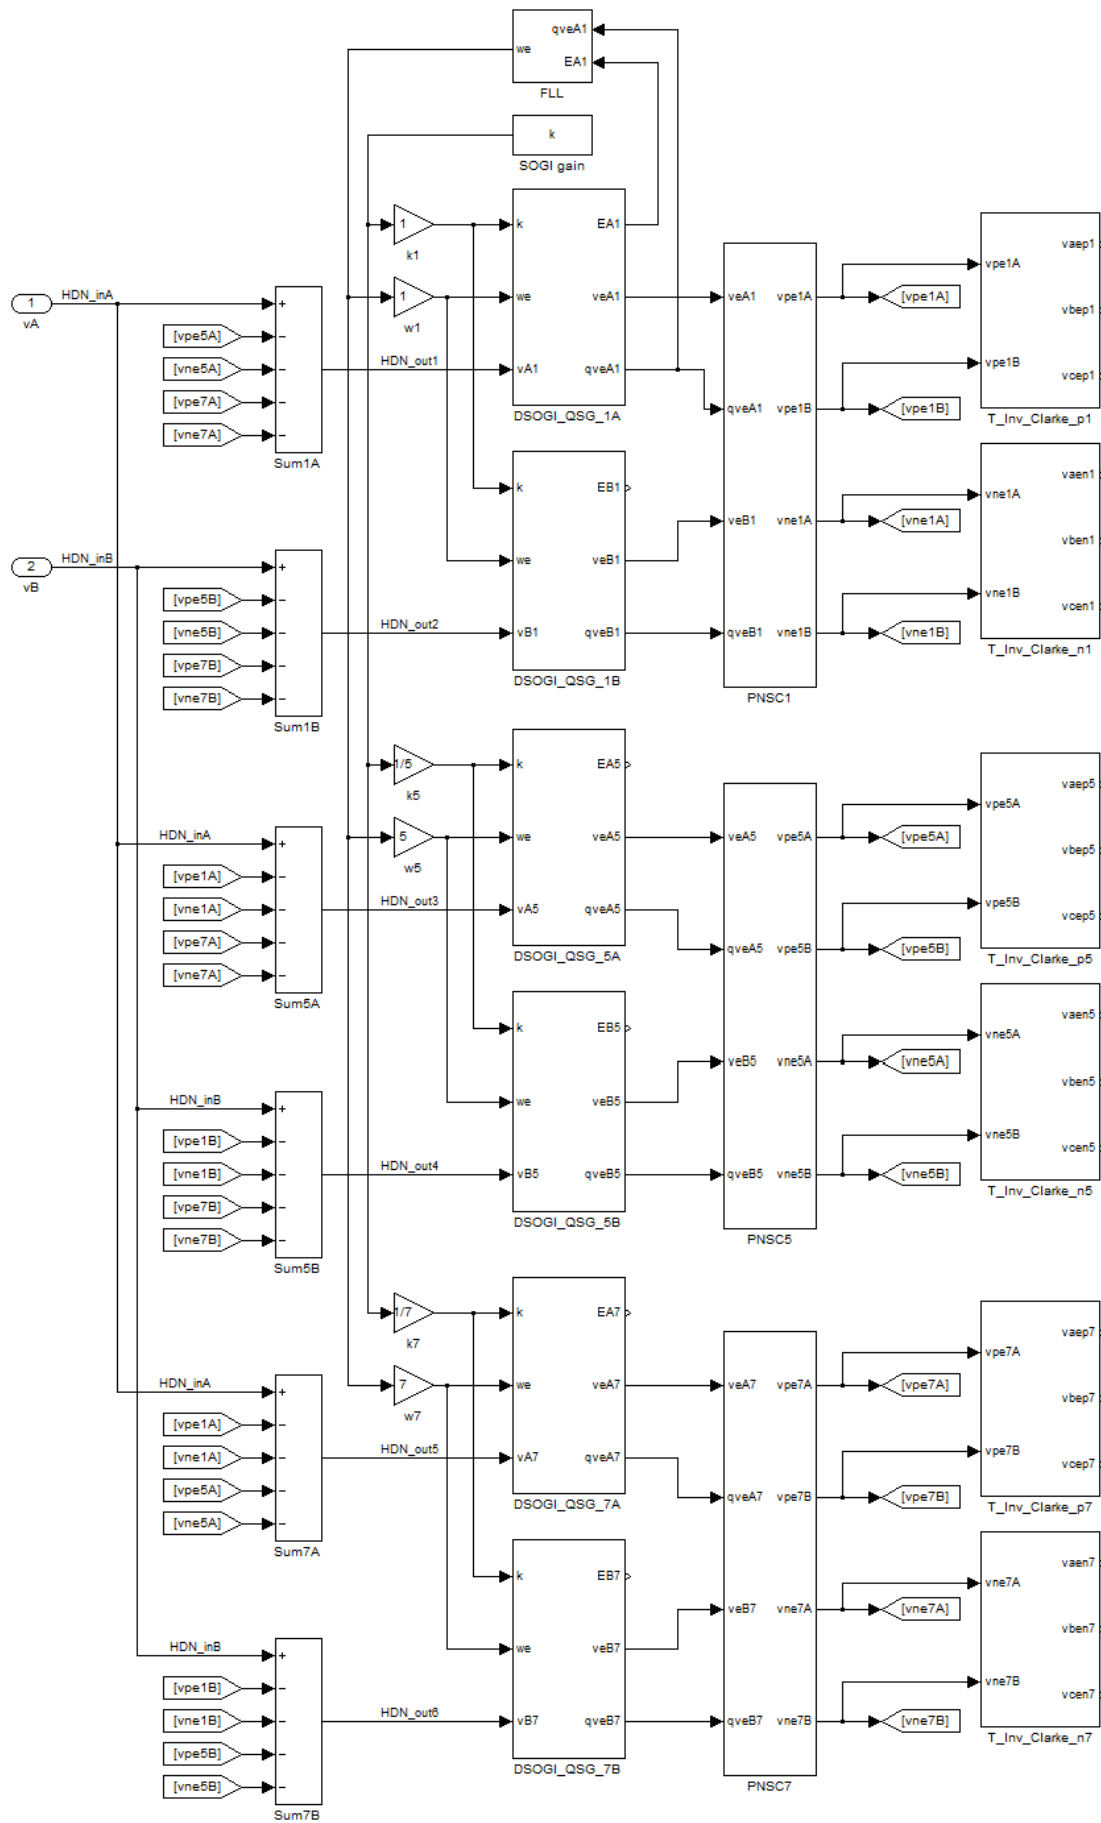 qveA1
we
EA1
FLL
k
SOGI gain
1
k1
1
w1
k
EA1
we
veA1
vA1
qveA1
DSOGI_QSG_1A
1
vA
HDN_inA
+
[vpe5A]
−
[vne5A]
−
[vpe7A]
−
[vne7A]
−
Sum1A
HDN_out1
veA1
vpe1A
qveA1
vpe1B
veB1
vne1A
qveB1
vne1B
PNSC1
[vpe1A]
[vpe1B]
[vne1A]
[vne1B]
vpe1A
vaep1
vbep1
vpe1B
vcep1
T_Inv_Clarke_p1
vne1A
vaen1
vben1
vne1B
vcen1
T_Inv_Clarke_n1
k
EB1
we
veB1
vB1
qveB1
DSOGI_QSG_1B
2
vB
HDN_inB
+
[vpe5B]
−
[vne5B]
−
[vpe7B]
−
[vne7B]
−
Sum1B
HDN_out2
1/5
k5
5
w5
k
EA5
we
veA5
vA5
qveA5
DSOGI_QSG_5A
HDN_inA
+
[vpe1A]
−
[vne1A]
−
[vpe7A]
−
[vne7A]
−
Sum5A
HDN_out3
veA5
vpe5A
qveA5
vpe5B
veB5
vne5A
qveB5
vne5B
PNSC5
[vpe5A]
[vpe5B]
[vne5A]
[vne5B]
vpe5A
vaep5
vbep5
vpe5B
vcep5
T_Inv_Clarke_p5
vne5A
vaen5
vben5
vne5B
vcen5
T_Inv_Clarke_n5
k
EB5
we
veB5
vB5
qveB5
DSOGI_QSG_5B
HDN_inB
+
[vpe1B]
−
[vne1B]
−
[vpe7B]
−
[vne7B]
−
Sum5B
HDN_out4
1/7
k7
7
w7
k
EA7
we
veA7
vA7
qveA7
DSOGI_QSG_7A
HDN_inA
+
[vpe1A]
−
[vne1A]
−
[vpe5A]
−
[vne5A]
−
Sum7A
HDN_out5
veA7
vpe7A
qveA7
vpe7B
veB7
vne7A
qveB7
vne7B
PNSC7
[vpe7A]
[vpe7B]
[vne7A]
[vne7B]
vpe7A
vaep7
vbep7
vpe7B
vcep7
T_Inv_Clarke_p7
vne7A
vaen7
vben7
vne7B
vcen7
T_Inv_Clarke_n7
k
EB7
we
veB7
vB7
qveB7
DSOGI_QSG_7B
HDN_inB
+
[vpe1B]
−
[vne1B]
−
[vpe5B]
−
[vne5B]
−
Sum7B
HDN_out6